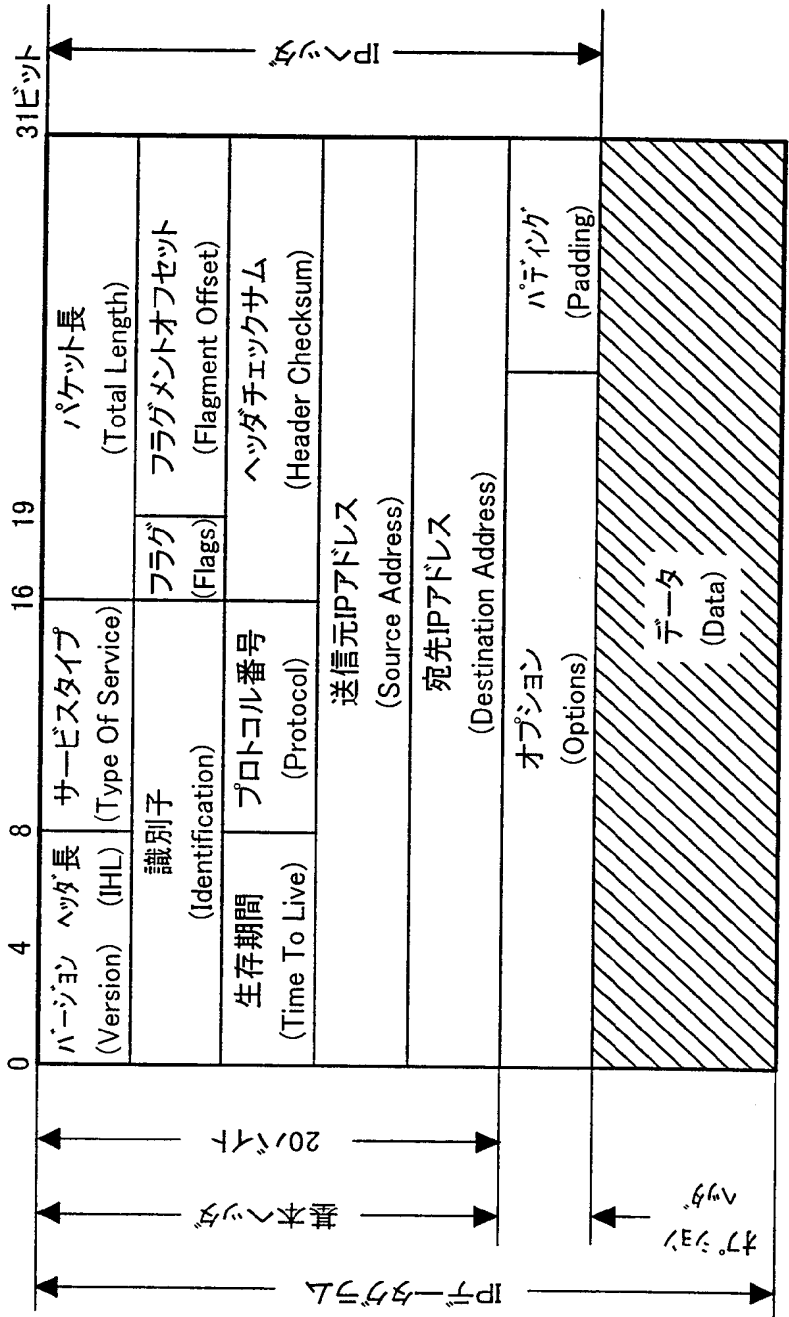 0
4
8
16
19
31ビット
バージョン
(Version)
ヘッダ長
(IHL)
サービスタイプ
(Type Of Service)
パケット長
(Total Length)
識別子
(Identification)
フラグ
(Flags)
フラグメントオフセット
(Flagment Offset)
生存期間
(Time To Live)
プロトコル番号
(Protocol)
ヘッダチェックサム
(Header Checksum)
送信元IPアドレス
(Source Address)
宛先IPアドレス
(Destination Address)
オプション
(Options)
パディング
(Padding)
データ
(Data)
IPヘッダ
20バイト
基本ヘッダ
オプション
ヘッダ
IPデータグラム